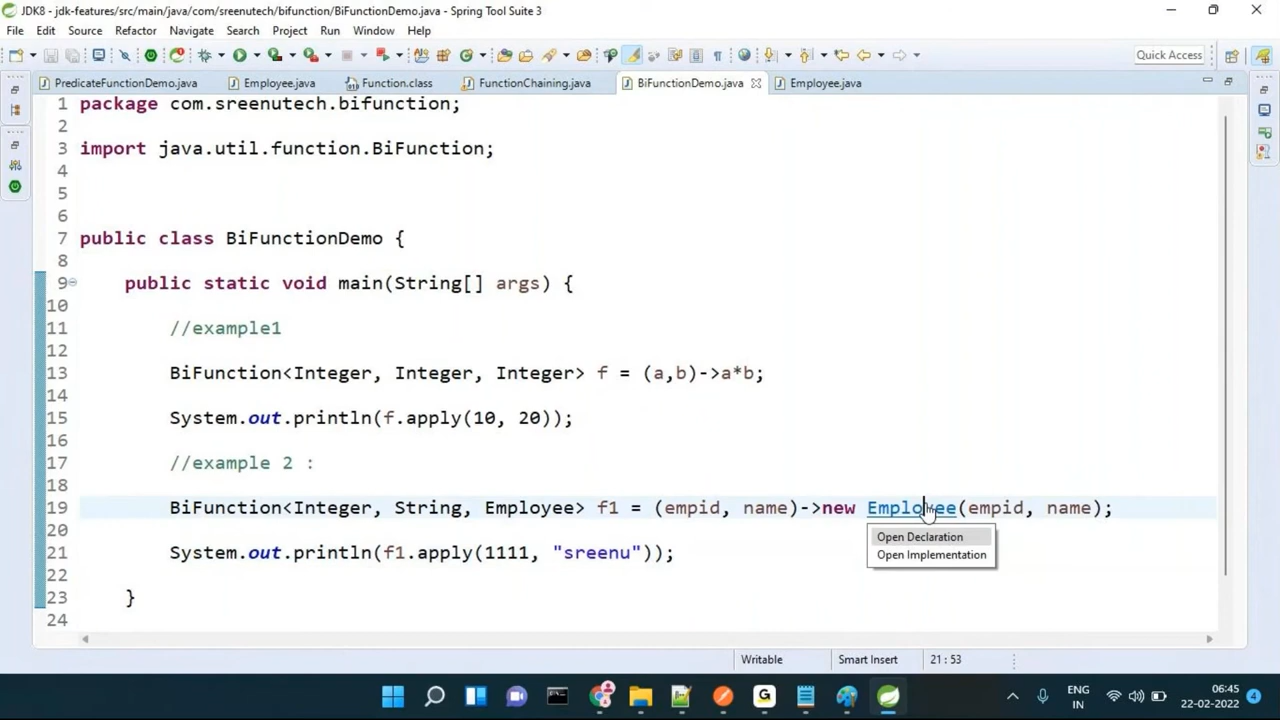 JDK8 - jdk-features/src/main/java/com/sreenutech/bifunction/BiFunctionDemo.java - Spring Tool Suite 3
File Edit Source Refactor Navigate Search Project Run Window Help
Quick Access
PredicateFunctionDemo.java Employee.java Function.class FunctionChaining.java BiFunctionDemo.java Employee.java
1 package com.sreenutech.bifunction;
2
3 import java.util.function.BiFunction;
4
5
6
7 public class BiFunctionDemo {
8
9 public static void main(String[] args) {
10
11 //example1
12
13 BiFunction<Integer, Integer, Integer> f = (a,b)->a*b;
14
15 System.out.println(f.apply(10, 20));
16
17 //example 2 :
18
19 BiFunction<Integer, String, Employee> f1 = (empid, name)->new Employee(empid, name);
Open Declaration
20
Open Implementation
21 System.out.println(f1.apply(1111, "sreenu"));
22
23 }
24
Writable Smart Insert 21 : 53
ENG 06:45
IN 22-02-2022 4